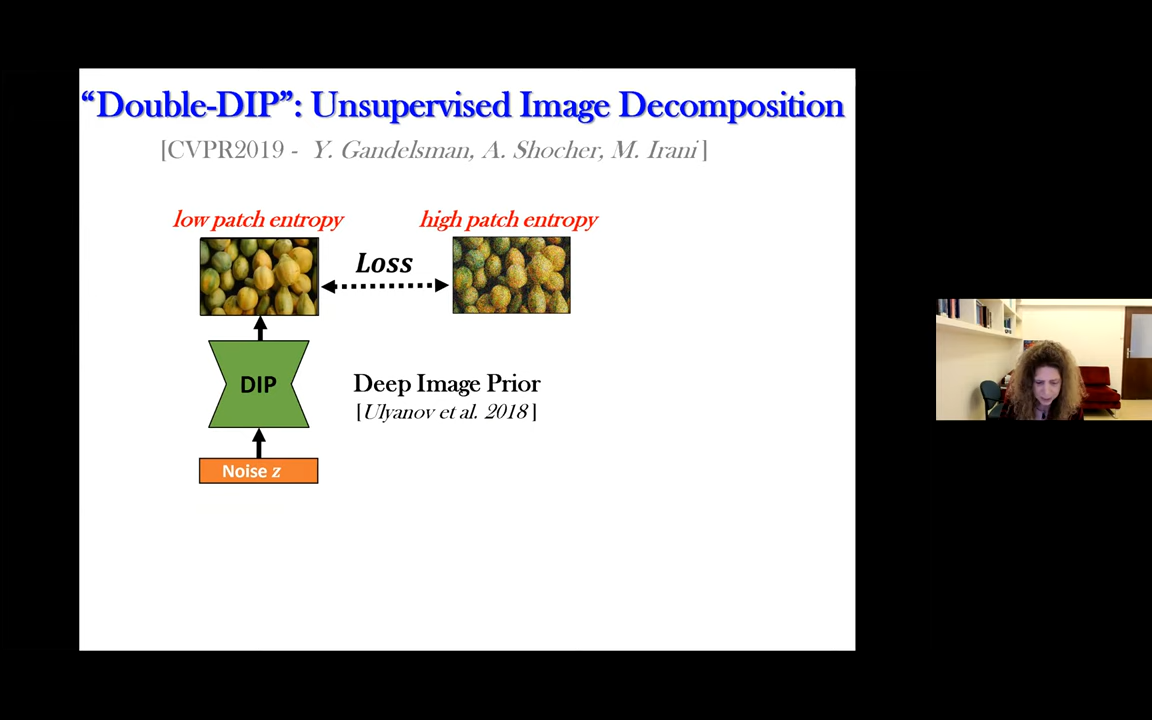 “Double-DIP”: Unsupervised Image Decomposition
[CVPR2019 - Y. Gandelsman, A. Shocher, M. Irani]
low patch entropy
high patch entropy
Loss
DIP
Deep Image Prior
[Ulyanov et al. 2018]
Noise z